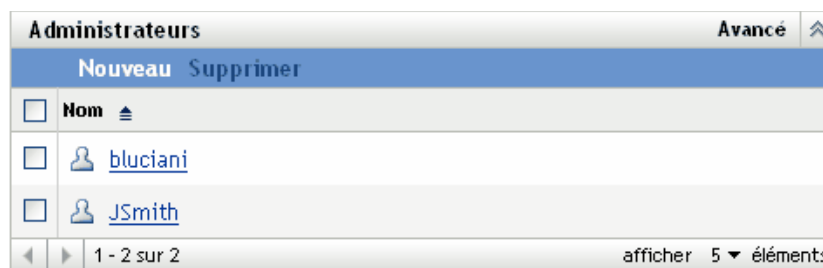 Administrateurs Avancé
Nouveau Supprimer
Nom
bluciani
JSmith
1 - 2 sur 2 afficher 5 éléments